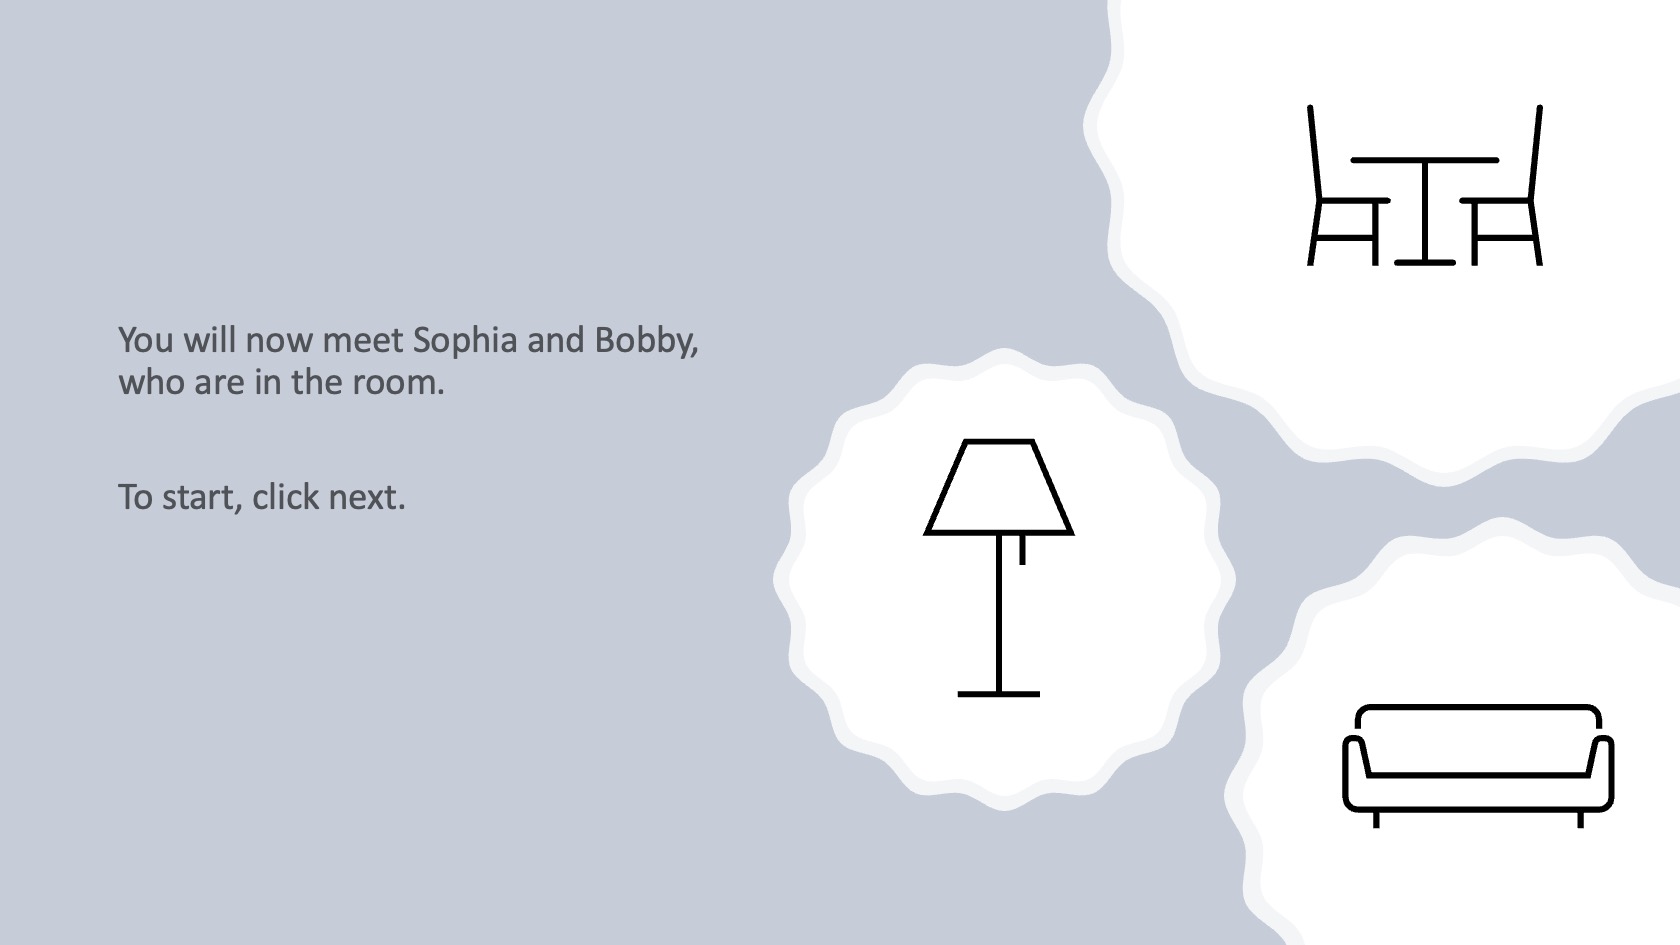 You will now meet Sophia and Bobby,
who are in the room.
To start, click next.